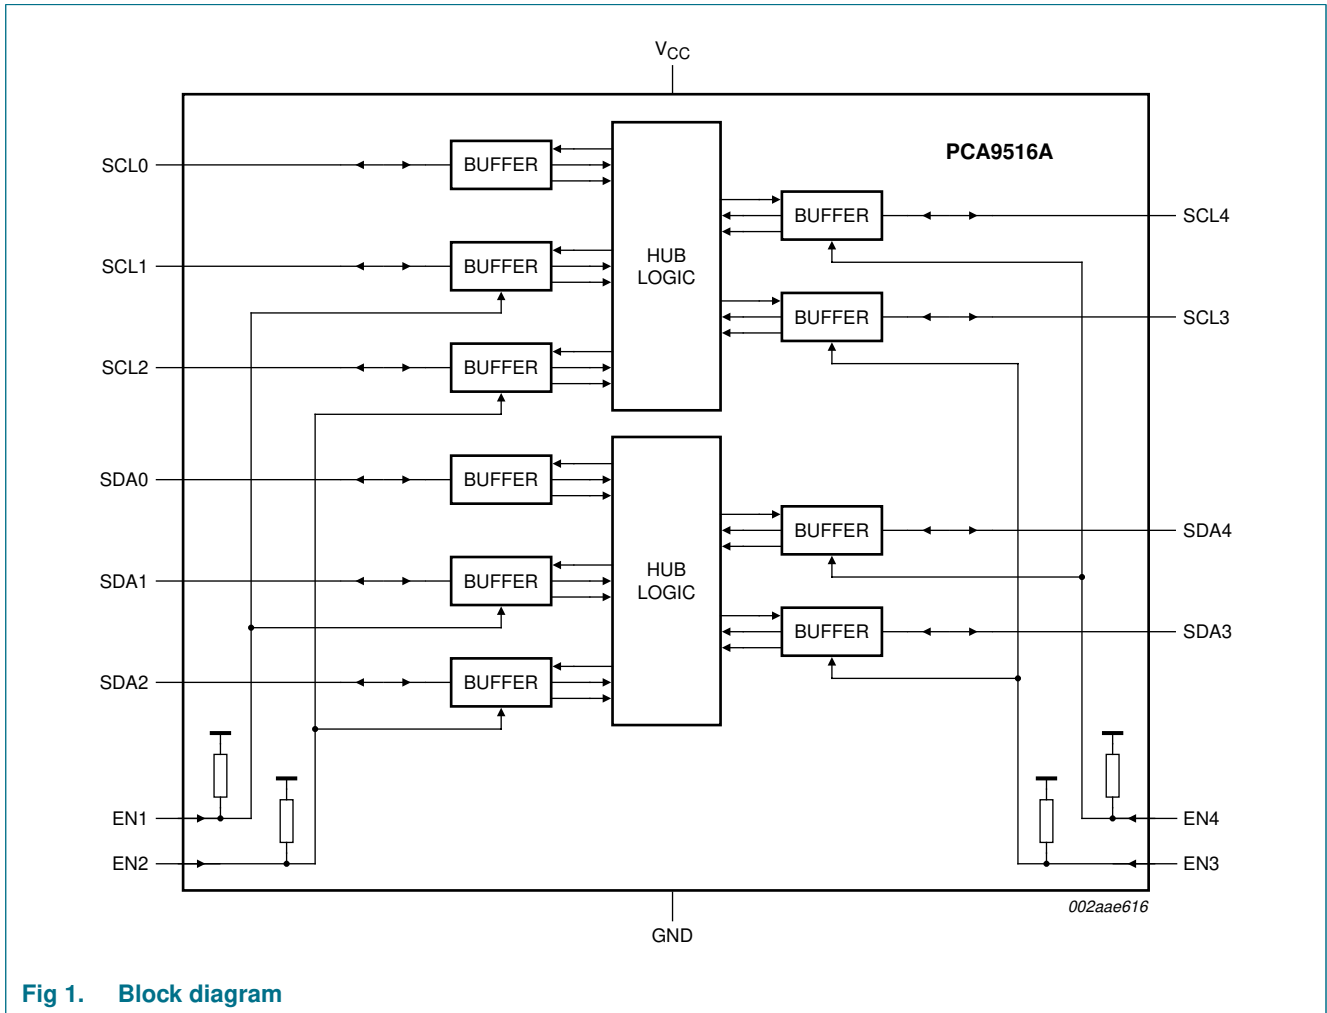 VCC
PCA9516A
SCL0
BUFFER
SCL1
BUFFER
SCL2
BUFFER
HUB
LOGIC
BUFFER
SCL4
BUFFER
SCL3
SDA0
BUFFER
SDA1
BUFFER
SDA2
BUFFER
HUB
LOGIC
BUFFER
SDA4
BUFFER
SDA3
EN1
EN2
EN4
EN3
002aae616
GND
Fig 1. Block diagram